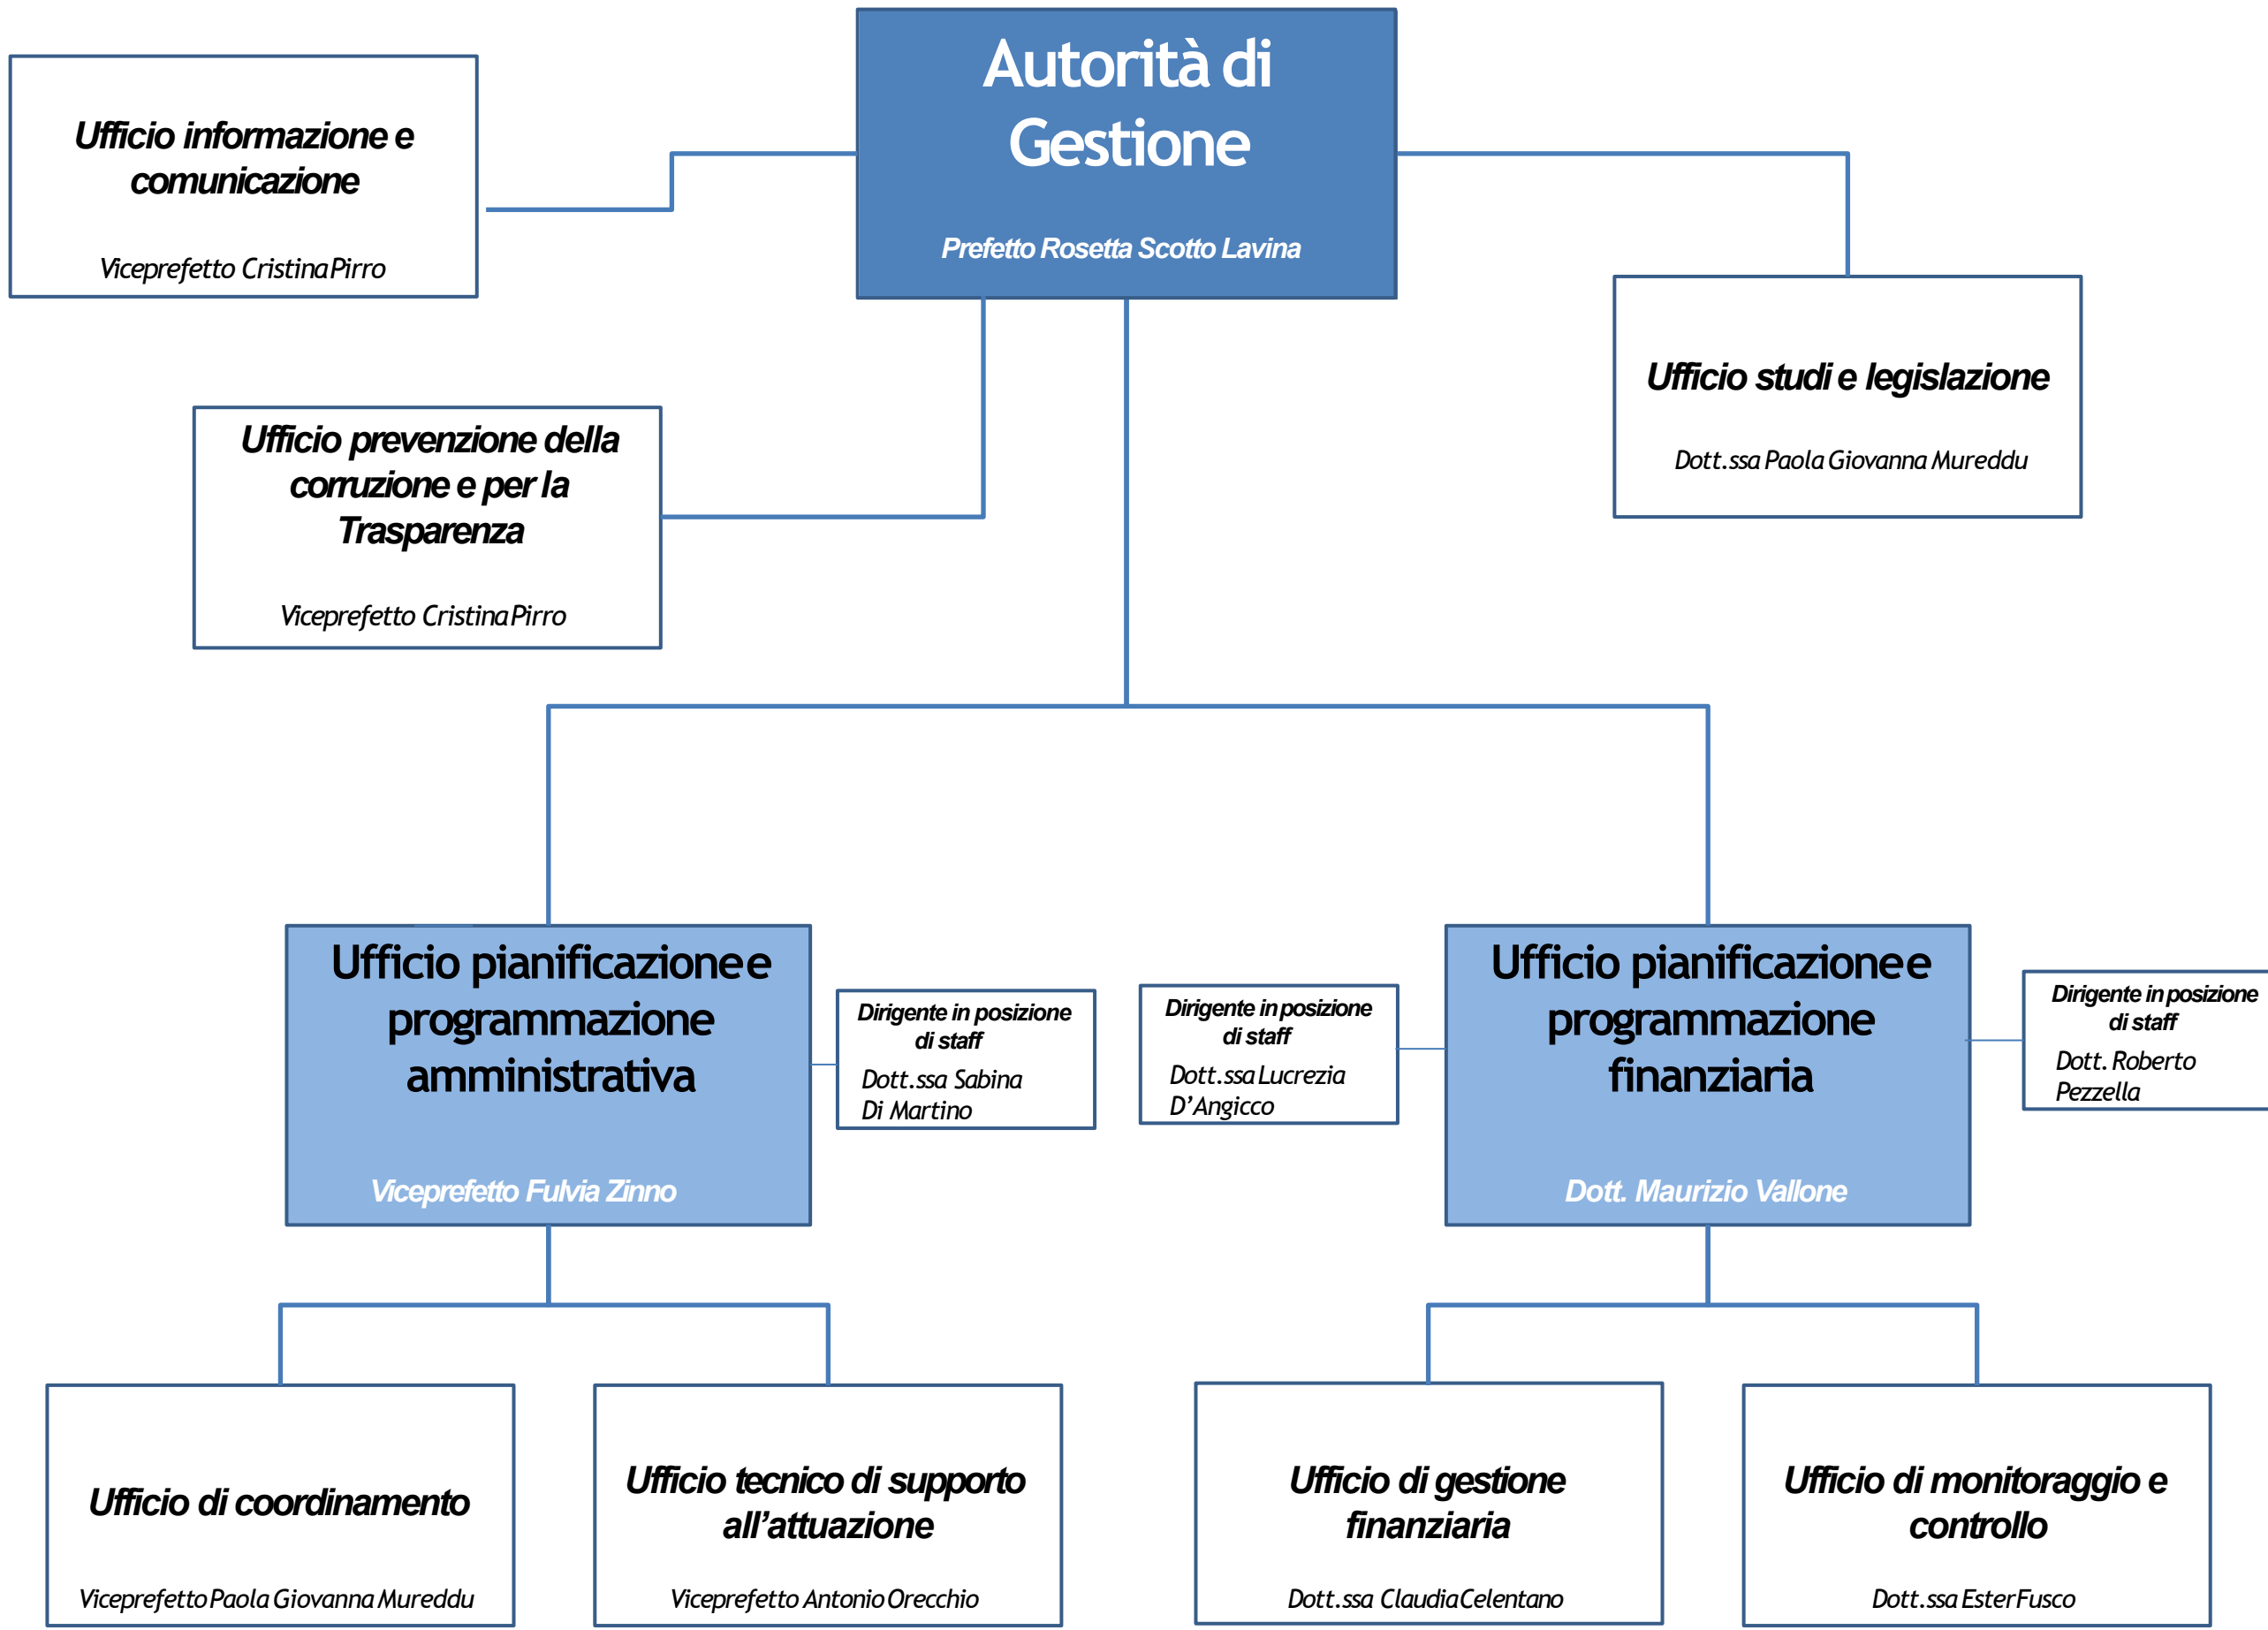 Autorità di
Gestione
Prefetto Rosetta Scotto Lavina
Ufficio informazione e
comunicazione
Viceprefetto Cristina Pirro
Ufficio studi e legislazione
Dott.ssa Paola Giovanna Mureddu
Ufficio prevenzione della
corruzione e per la
Trasparenza
Viceprefetto Cristina Pirro
Ufficio pianificazione e
programmazione
amministrativa
Viceprefetto Fulvia Zinno
Dirigente in posizione
di staff
Dott.ssa Sabina
Di Martino
Dirigente in posizione
di staff
Dott.ssa Lucrezia
D’Angicco
Ufficio pianificazione e
programmazione
finanziaria
Dott. Maurizio Vallone
Dirigente in posizione
di staff
Dott. Roberto
Pezzella
Ufficio di coordinamento
Viceprefetto Paola Giovanna Mureddu
Ufficio tecnico di supporto
all’attuazione
Viceprefetto Antonio Orecchio
Ufficio di gestione
finanziaria
Dott.ssa Claudia Celentano
Ufficio di monitoraggio e
controllo
Dott.ssa Ester Fusco